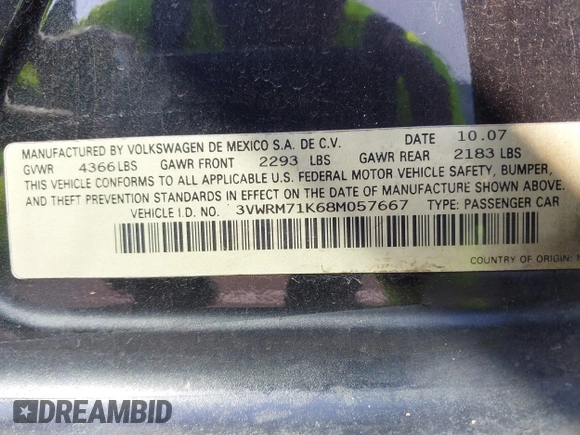 MANUFACTURED BY VOLKSWAGEN DE MEXICO S.A. DE C.V. DATE 10.07
GVWR 4366 LBS GAWR FRONT 2293 LBS GAWR REAR 2183 LBS
THIS VEHICLE CONFORMS TO ALL APPLICABLE U.S. FEDERAL MOTOR VEHICLE SAFETY, BUMPER,
AND THEFT PREVENTION STANDARDS IN EFFECT ON THE DATE OF MANUFACTURE SHOWN ABOVE.
VEHICLE I.D. NO. 3VWRM71K68M057667 TYPE: PASSENGER CAR
COUNTRY OF ORIGIN:
DREAMBID